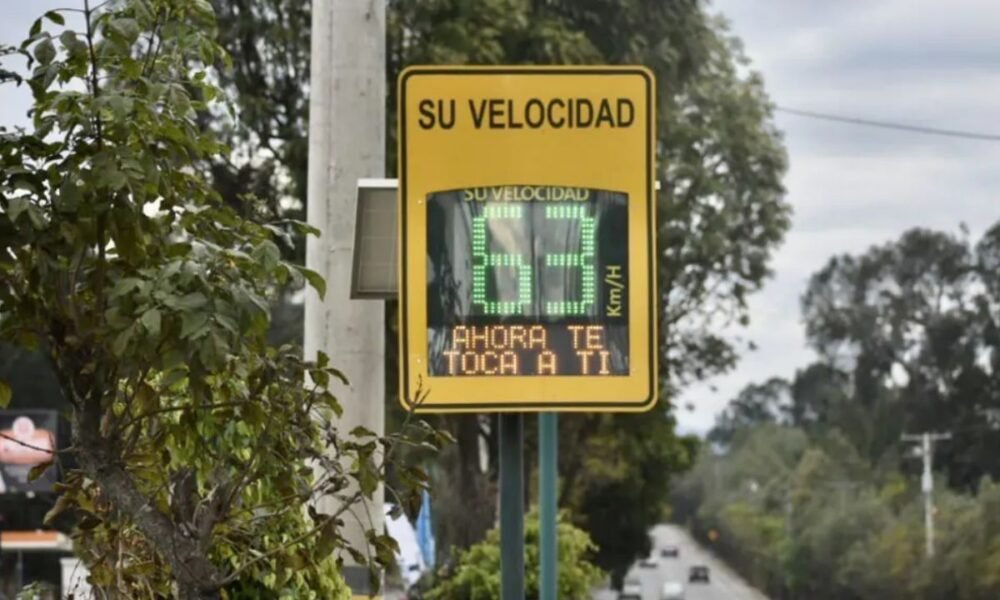 SU VELOCIDAD
SU VELOCIDAD
63
Km/H
AHORA TE
TOCA A TI